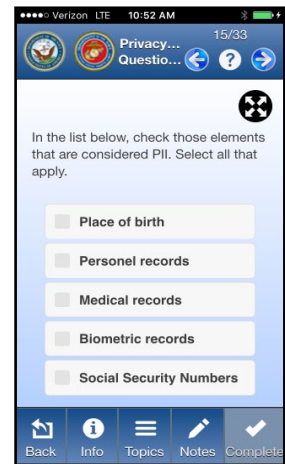 Verizon LTE 10:52 AM
15/33
Privacy...
Questio...
In the list below, check those elements
that are considered PII. Select all that
apply.
Place of birth
Personel records
Medical records
Biometric records
Social Security Numbers
Back Info Topics Notes Complete